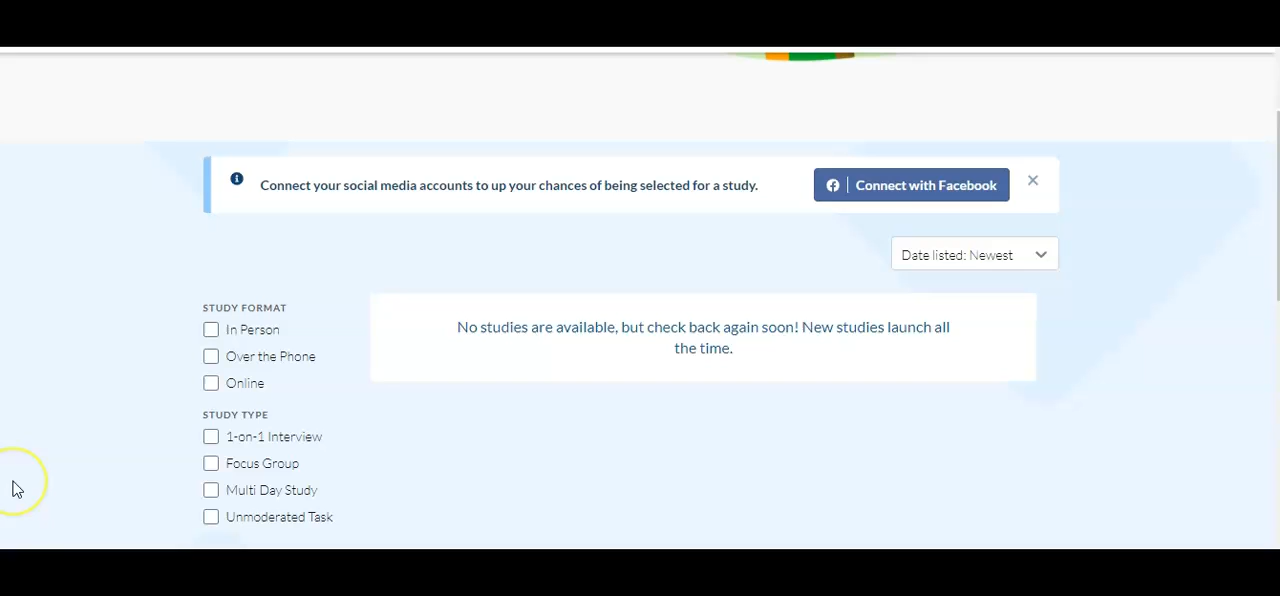 Connect your social media accounts to up your chances of being selected for a study.
Connect with Facebook
Date listed: Newest
STUDY FORMAT
In Person
Over the Phone
Online
STUDY TYPE
1-on-1 Interview
Focus Group
Multi Day Study
Unmoderated Task
No studies are available, but check back again soon! New studies launch all
the time.